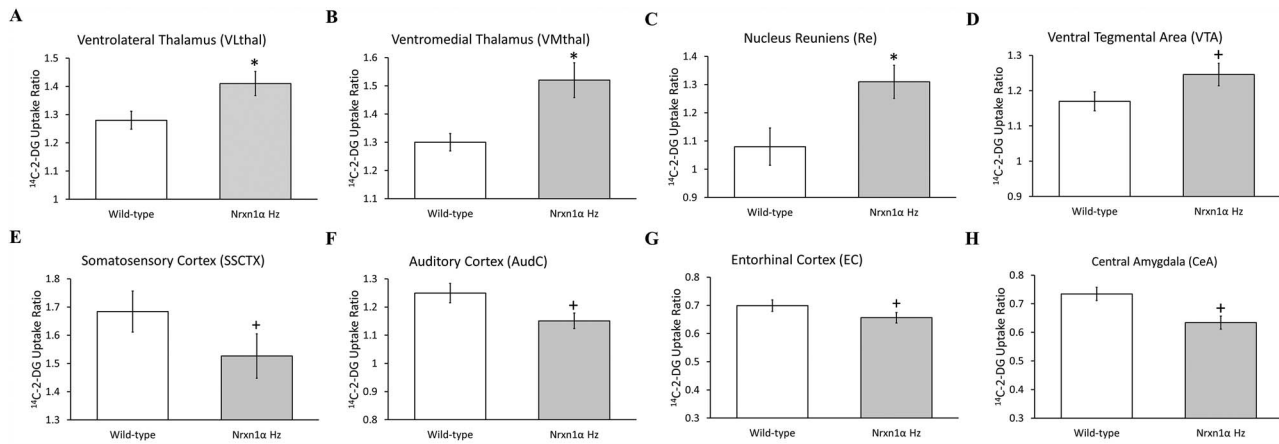 A
Ventrolateral Thalamus (VLthal)
¹⁴C-2-DG Uptake Ratio
1.5
1.4
1.3
1.2
1.1
1
*
Wild-type
Nrxn1α Hz
B
Ventromedial Thalamus (VMthal)
¹⁴C-2-DG Uptake Ratio
1.6
1.5
1.4
1.3
1.2
1.1
*
Wild-type
Nrxn1α Hz
C
Nucleus Reuniens (Re)
¹⁴C-2-DG Uptake Ratio
1.4
1.3
1.2
1.1
1
0.9
*
Wild-type
Nrxn1α Hz
D
Ventral Tegmental Area (VTA)
¹⁴C-2-DG Uptake Ratio
1.3
1.2
1.1
1
0.9
+
Wild-type
Nrxn1α Hz
E
Somatosensory Cortex (SSCTX)
¹⁴C-2-DG Uptake Ratio
1.8
1.7
1.6
1.5
1.4
1.3
+
Wild-type
Nrxn1α Hz
F
Auditory Cortex (AudC)
¹⁴C-2-DG Uptake Ratio
1.3
1.2
1.1
1
0.9
0.8
+
Wild-type
Nrxn1α Hz
G
Entorhinal Cortex (EC)
¹⁴C-2-DG Uptake Ratio
0.8
0.7
0.6
0.5
0.4
0.3
+
Wild-type
Nrxn1α Hz
H
Central Amygdala (CeA)
¹⁴C-2-DG Uptake Ratio
0.8
0.7
0.6
0.5
0.4
0.3
+
Wild-type
Nrxn1α Hz